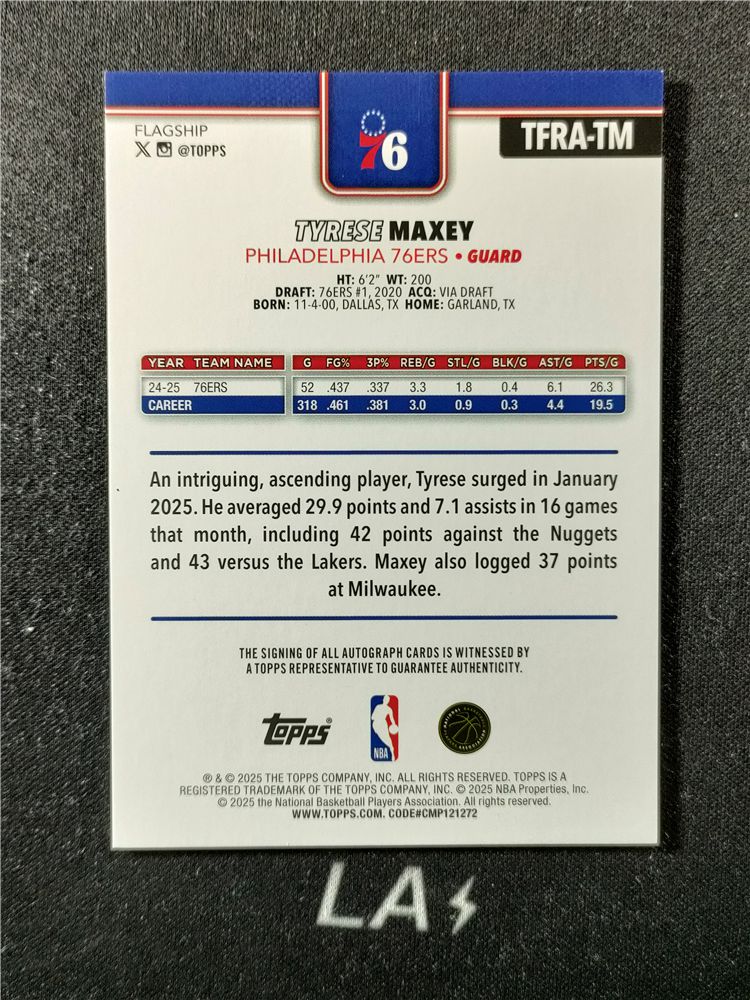 FLAGSHIP
X @TOPPS
TFRA-TM
76
TYRESE MAXEY
PHILADELPHIA 76ERS • GUARD
HT: 6'2" WT: 200
DRAFT: 76ERS #1, 2020 ACQ: VIA DRAFT
BORN: 11-4-00, DALLAS, TX HOME: GARLAND, TX
YEAR TEAM NAME G FG% 3P% REB/G STL/G BLK/G AST/G PTS/G
24-25 76ERS 52 .437 .337 3.3 1.8 0.4 6.1 26.3
CAREER 318 .461 .381 3.0 0.9 0.3 4.4 19.5
An intriguing, ascending player, Tyrese surged in January
2025. He averaged 29.9 points and 7.1 assists in 16 games
that month, including 42 points against the Nuggets
and 43 versus the Lakers. Maxey also logged 37 points
at Milwaukee.
THE SIGNING OF ALL AUTOGRAPH CARDS IS WITNESSED BY
A TOPPS REPRESENTATIVE TO GUARANTEE AUTHENTICITY.
Topps®
NBA
® & © 2025 THE TOPPS COMPANY, INC. ALL RIGHTS RESERVED. TOPPS IS A
REGISTERED TRADEMARK OF THE TOPPS COMPANY, INC. © 2025 NBA Properties, Inc.
© 2025 the National Basketball Players Association. All rights reserved.
WWW.TOPPS.COM. CODE#CMP121272
LA